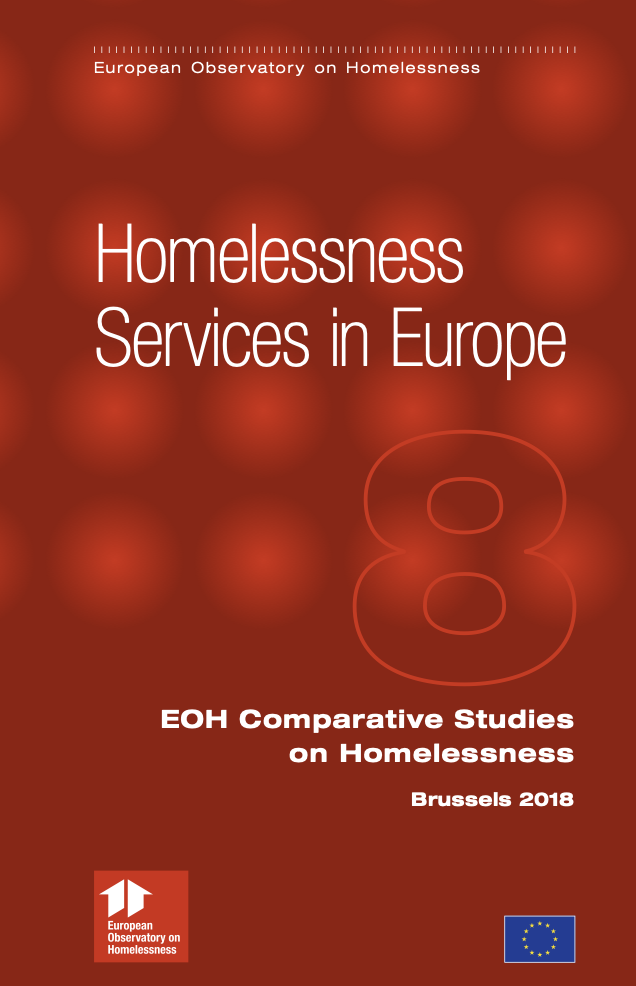 European Observatory on Homelessness
Homelessness
Services in Europe
8
EOH Comparative Studies
on Homelessness
Brussels 2018
European
Observatory on
Homelessness